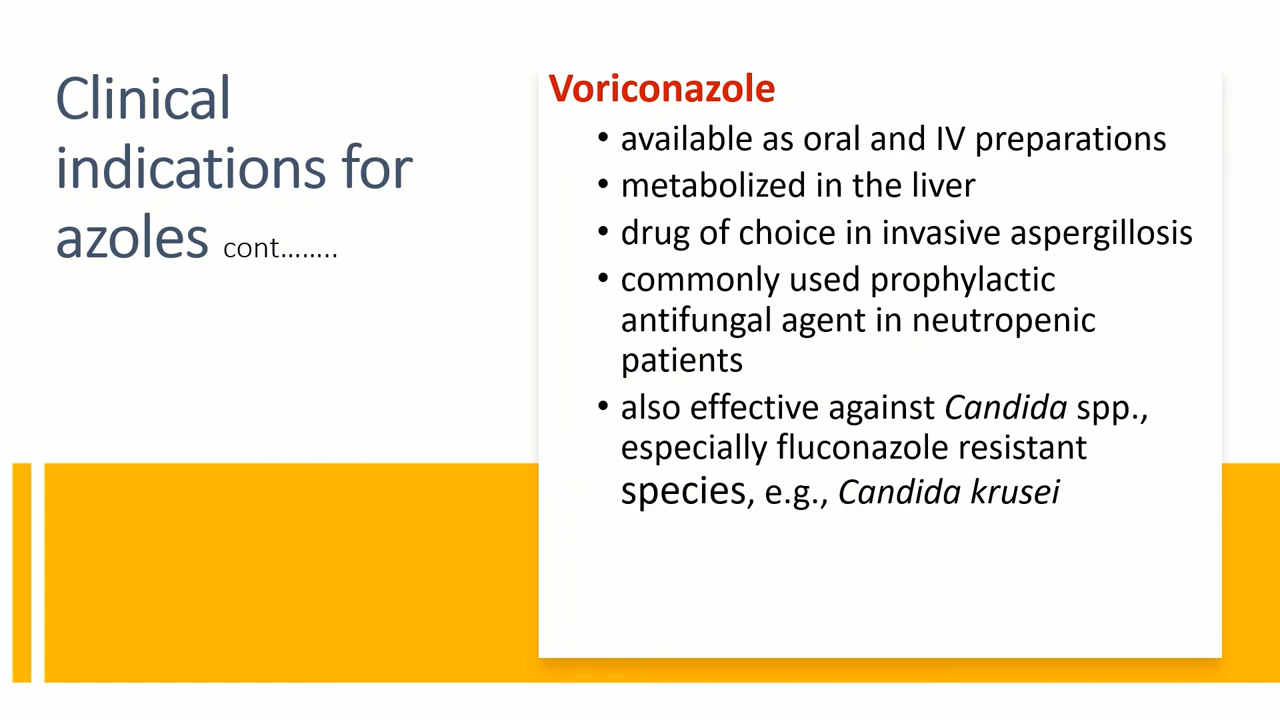 Clinical
indications for
azoles cont……..
Voriconazole
• available as oral and IV preparations
• metabolized in the liver
• drug of choice in invasive aspergillosis
• commonly used prophylactic
antifungal agent in neutropenic
patients
• also effective against Candida spp.,
especially fluconazole resistant
species, e.g., Candida krusei